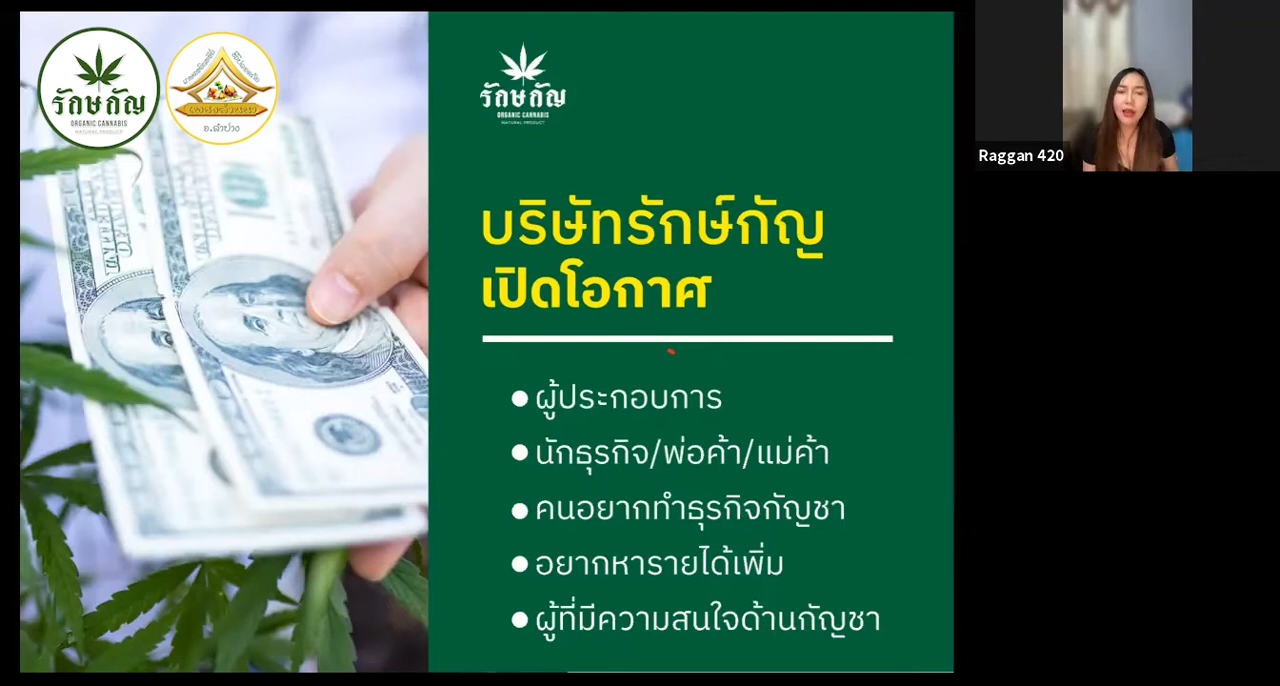 รักษกัญ
ORGANIC CANNABIS
NATURAL PRODUCT
อ.ลำปาง
รักษกัญ
ORGANIC CANNABIS
NATURAL PRODUCT
บริษัทรักษ์กัญ
เปิดโอกาศ
ผู้ประกอบการ
นักธุรกิจ/พ่อค้า/แม่ค้า
คนอยากทำธุรกิจกัญชา
อยากหารายได้เพิ่ม
ผู้ที่มีความสนใจด้านกัญชา
Raggan 420